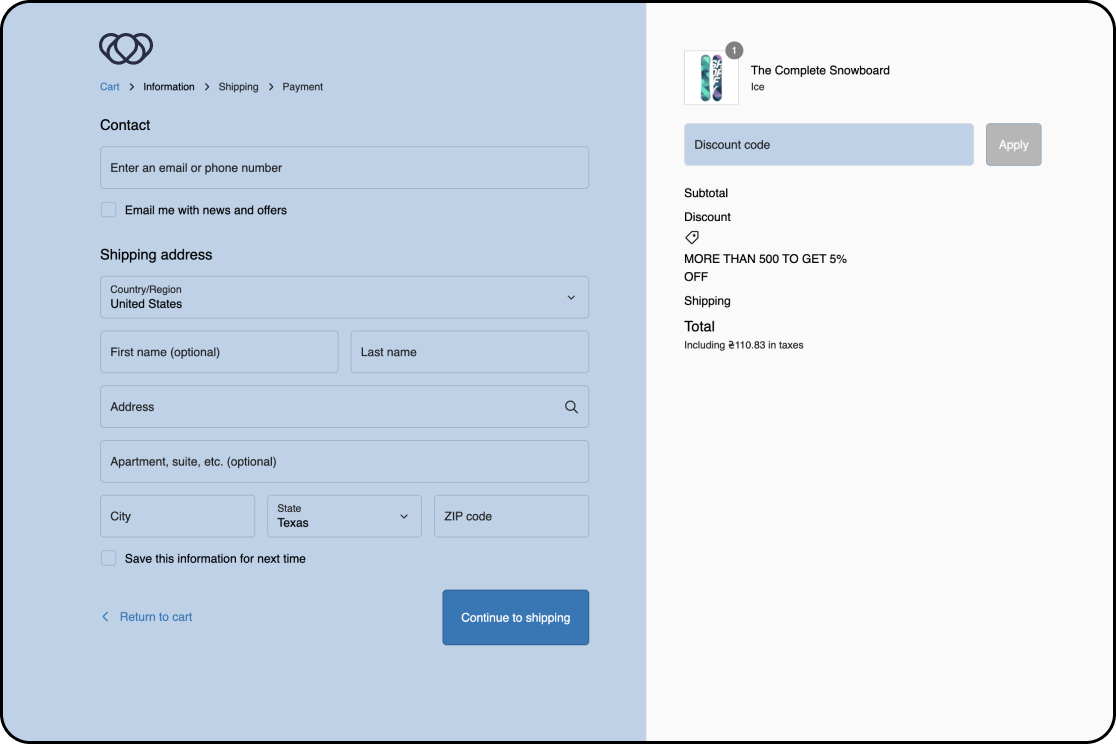 Cart > Information > Shipping > Payment
Contact
Enter an email or phone number
Email me with news and offers
Shipping address
Country/Region
United States
First name (optional) Last name
Address
Apartment, suite, etc. (optional)
City
State
Texas
ZIP code
Save this information for next time
Return to cart
Continue to shipping
1
The Complete Snowboard
Ice
Discount code
Apply
Subtotal
Discount
MORE THAN 500 TO GET 5%
OFF
Shipping
Total
Including ₴110.83 in taxes